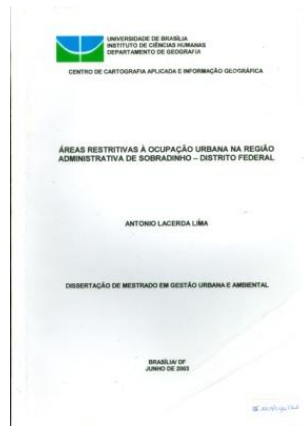 UNIVERSIDADE DE BRASÍLIA
INSTITUTO DE CIÊNCIAS HUMANAS
DEPARTAMENTO DE GEOGRAFIA
CENTRO DE CARTOGRAFIA APLICADA E INFORMAÇÃO GEOGRÁFICA
ÁREAS RESTRITIVAS À OCUPAÇÃO URBANA NA REGIÃO
ADMINISTRATIVA DE SOBRADINHO – DISTRITO FEDERAL
ANTONIO LACERDA LIMA
DISSERTAÇÃO DE MESTRADO EM GESTÃO URBANA E AMBIENTAL
BRASÍLIA/ DF
JUNHO DE 2003